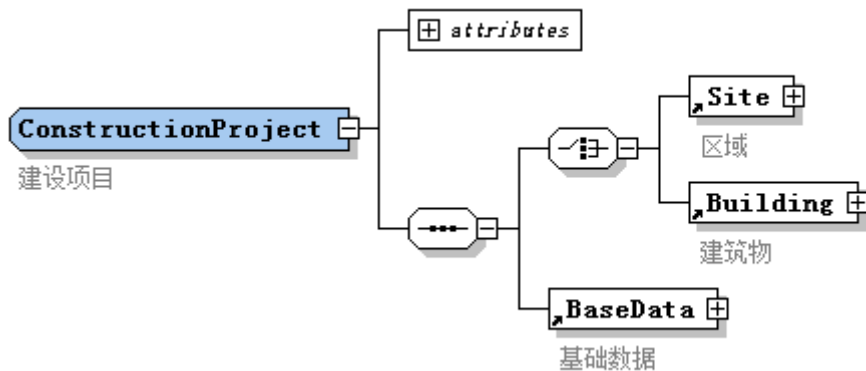 attributes
ConstructionProject
建设项目
Site
区域
Building
建筑物
BaseData
基础数据